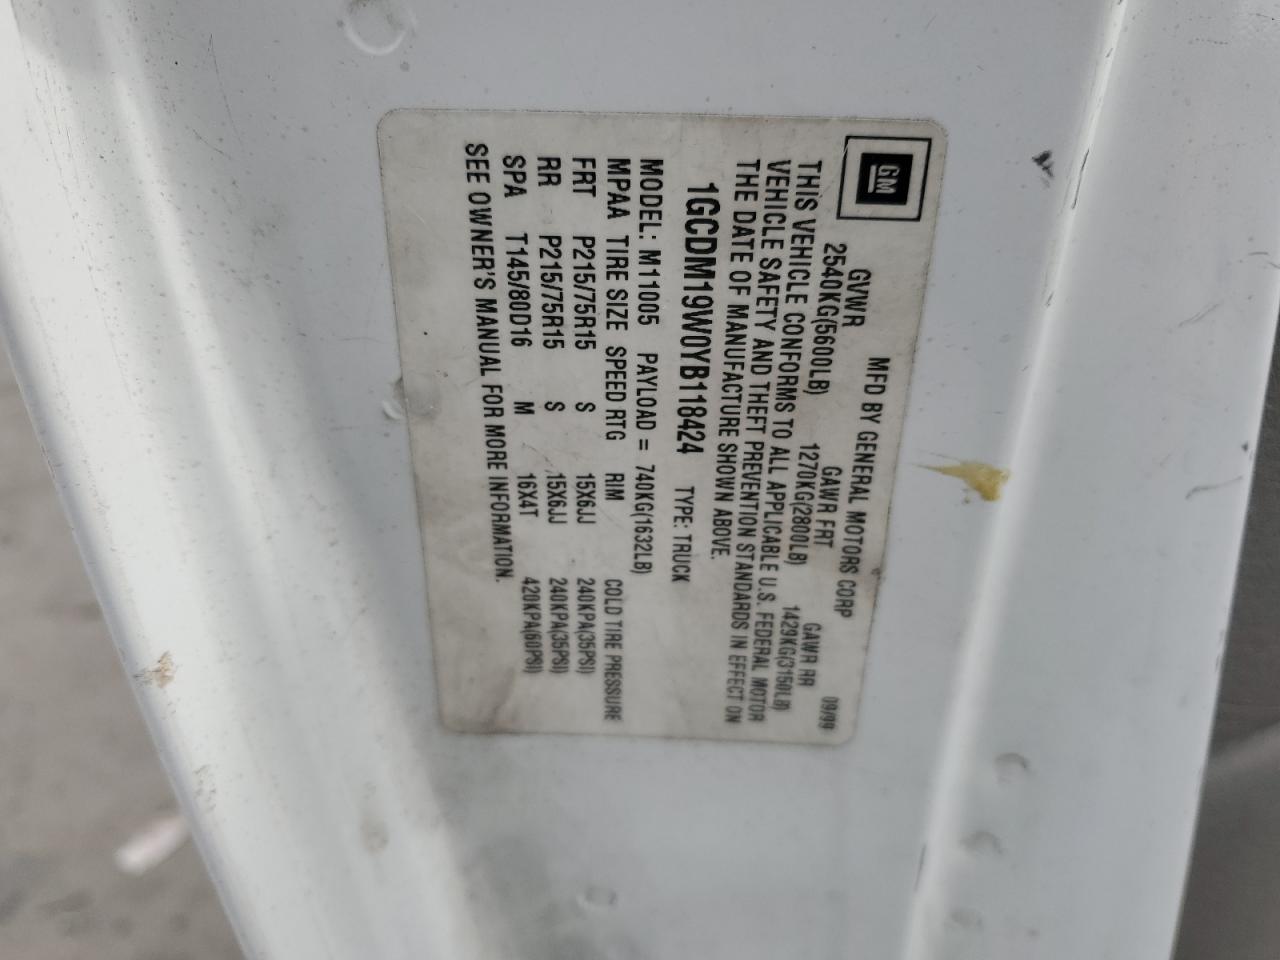 GM
MFD BY GENERAL MOTORS CORP 09/99
GVWR GAWR FRT GAWR RR
2540KG(5600LB) 1270KG(2800LB) 1429KG(3150LB)
THIS VEHICLE CONFORMS TO ALL APPLICABLE U.S. FEDERAL MOTOR
VEHICLE SAFETY AND THEFT PREVENTION STANDARDS IN EFFECT ON
THE DATE OF MANUFACTURE SHOWN ABOVE.
1GCDM19W0YB118424 TYPE: TRUCK
MODEL: M11005 PAYLOAD = 740KG(1632LB)
MPAA TIRE SIZE SPEED RTG RIM COLD TIRE PRESSURE
FRT P215/75R15 S 15X6JJ 240KPA(35PSI)
RR P215/75R15 S 15X6JJ 240KPA(35PSI)
SPA T145/80D16 M 16X4T 420KPA(60PSI)
SEE OWNER'S MANUAL FOR MORE INFORMATION.